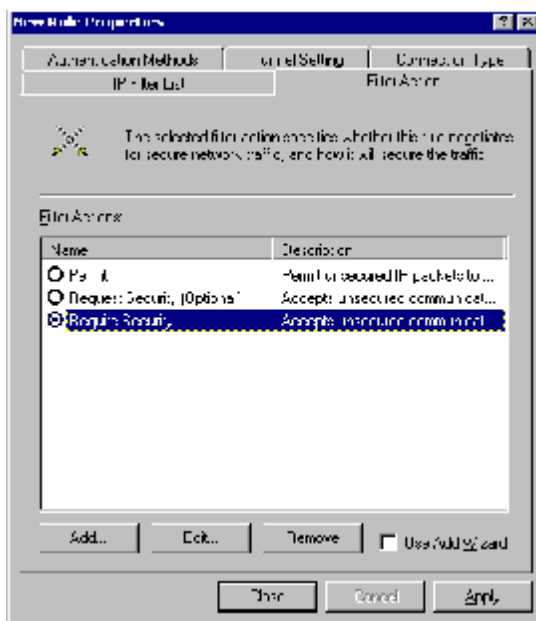 New Rule Properties
Authentication Methods
Tunnel Setting
Connection Type
IP Filter List
Filter Action
The selected filter action specifies whether this rule negotiates
for secure network traffic, and how it will secure the traffic.
Filter Actions:
Name
Description
Permit
Permit unsecured IP packets to ...
Request Security (Optional)
Accepts unsecured communicat...
Require Security
Accepts unsecured communicat...
Add...
Edit...
Remove
Use Add Wizard
Close
Cancel
Apply